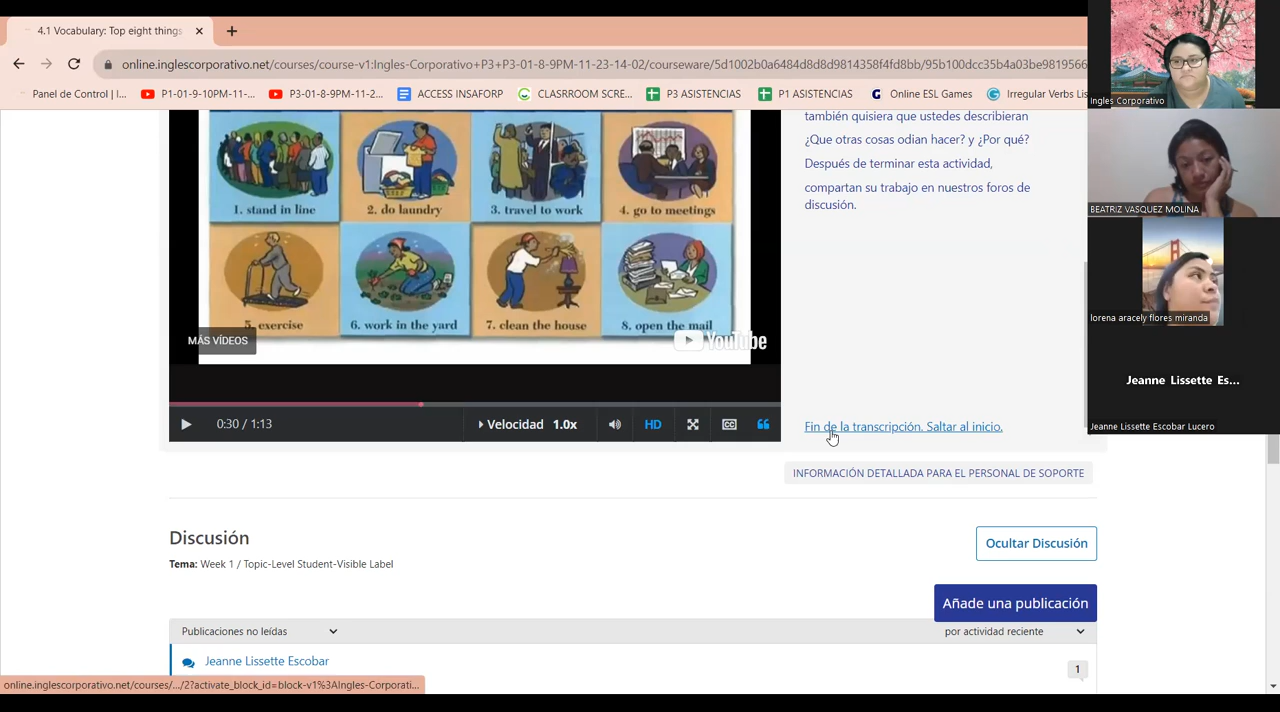 4.1 Vocabulary: Top eight things
online.inglescorporativo.net/courses/course-v1:Ingles-Corporativo+P3+P3-01-8-9PM-11-23-14-02/courseware/5d1002b0a6484d8d8d9814358f4fd8bb/95b100dcc35b4a03be9819566
Panel de Control | I...
P1-01-9-10PM-11-...
P3-01-8-9PM-11-2...
ACCESS INSAFORP
CLASRROOM SCRE...
P3 ASISTENCIAS
P1 ASISTENCIAS
Online ESL Games
Irregular Verbs Lis
Ingles Corporativo
también quisiera que ustedes describieran
¿Que otras cosas odian hacer? y ¿Por qué?
Después de terminar esta actividad,
compartan su trabajo en nuestros foros de
discusión.
1. stand in line
2. do laundry
3. travel to work
4. go to meetings
5. exercise
6. work in the yard
7. clean the house
8. open the mail
MÁS VÍDEOS
YouTube
BEATRIZ VASQUEZ MOLINA
lorena aracely flores miranda
Jeanne Lissette Es...
Jeanne Lissette Escobar Lucero
0:30 / 1:13
Velocidad 1.0x
HD
CC
Fin de la transcripción. Saltar al inicio.
INFORMACIÓN DETALLADA PARA EL PERSONAL DE SOPORTE
Discusión
Ocultar Discusión
Tema: Week 1 / Topic-Level Student-Visible Label
Añade una publicación
Publicaciones no leídas
por actividad reciente
Jeanne Lissette Escobar
1
online.inglescorporativo.net/courses/.../2?activate_block_id=block-v1%3AIngles-Corporati...